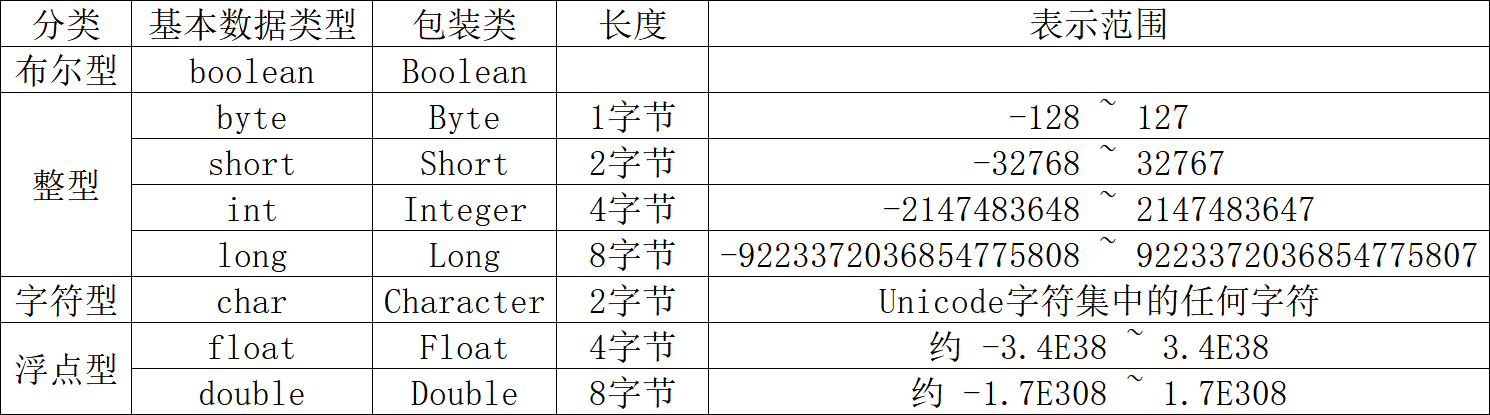 分类 基本数据类型 包装类 长度 表示范围
布尔型 boolean Boolean
整型
byte Byte 1字节 -128 ~ 127
short Short 2字节 -32768 ~ 32767
int Integer 4字节 -2147483648 ~ 2147483647
long Long 8字节 -9223372036854775808 ~ 9223372036854775807
字符型 char Character 2字节 Unicode字符集中的任何字符
浮点型
float Float 4字节 约 -3.4E38 ~ 3.4E38
double Double 8字节 约 -1.7E308 ~ 1.7E308